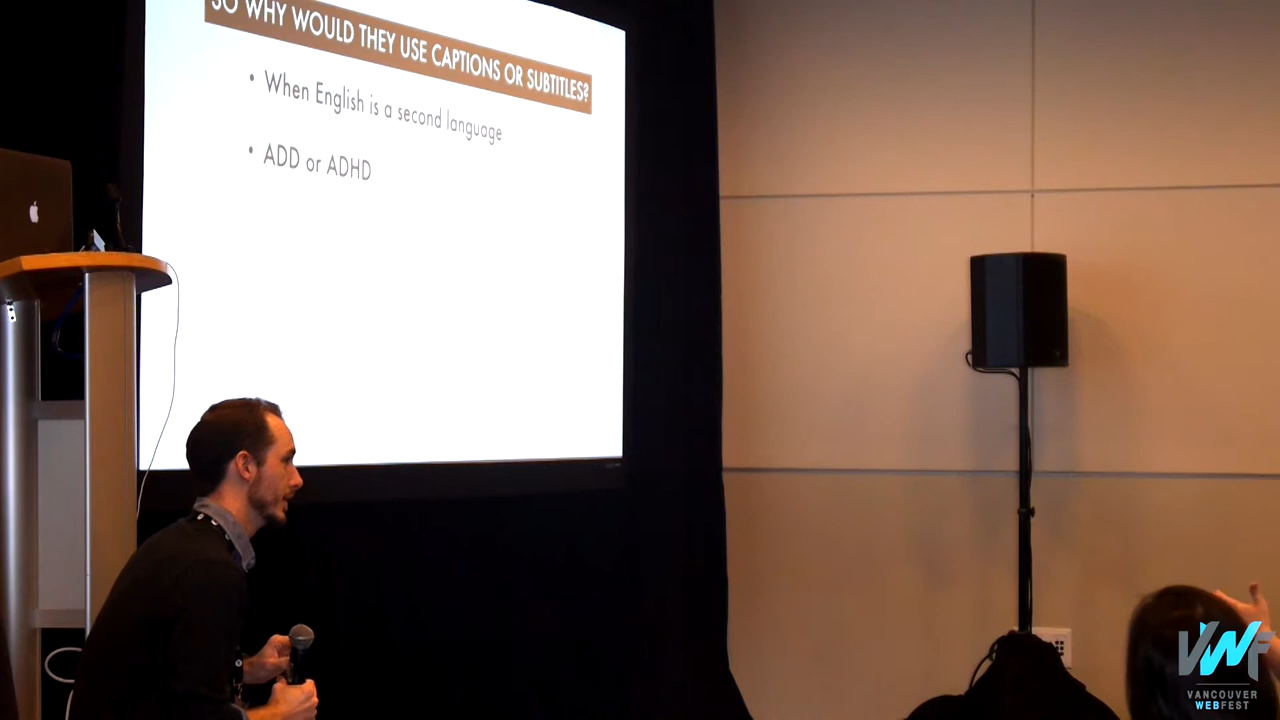 SO WHY WOULD THEY USE CAPTIONS OR SUBTITLES?
• When English is a second language
• ADD or ADHD
VWF
VANCOUVER
WEBFEST